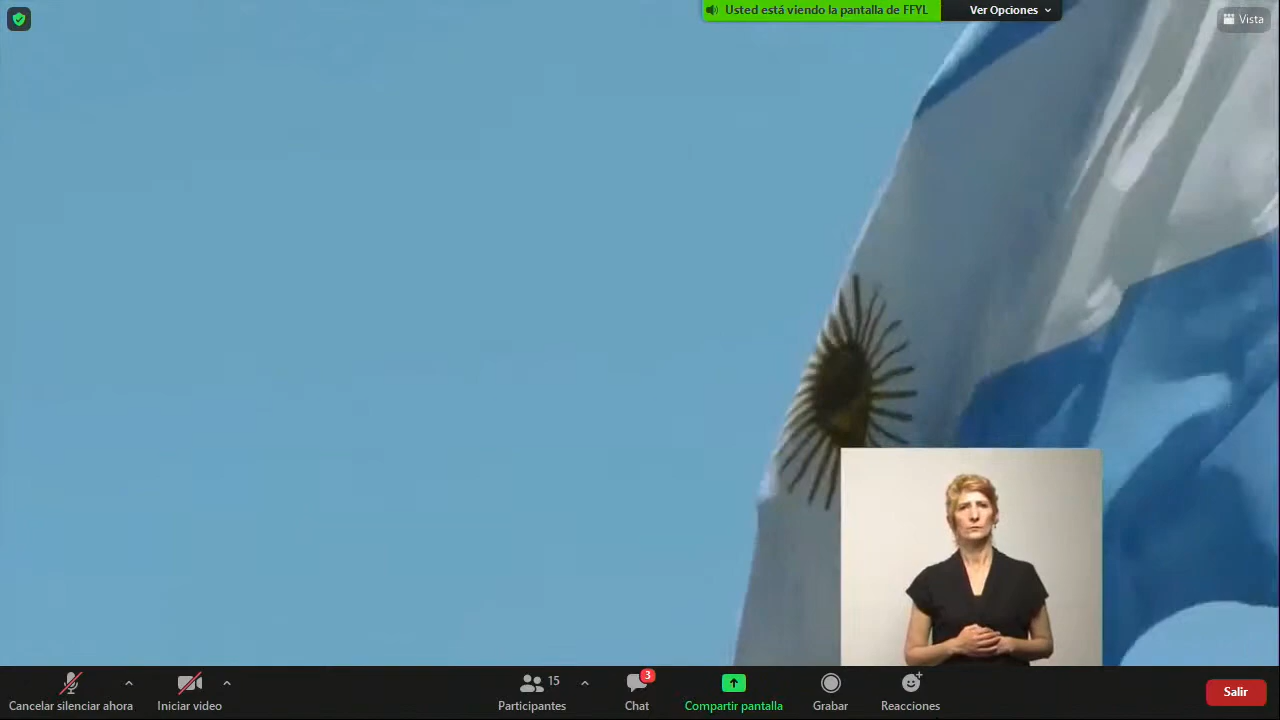 Usted está viendo la pantalla de FFYL
Ver Opciones
Vista
Cancelar silenciar ahora
Iniciar video
15
Participantes
3
Chat
Compartir pantalla
Grabar
Reacciones
Salir